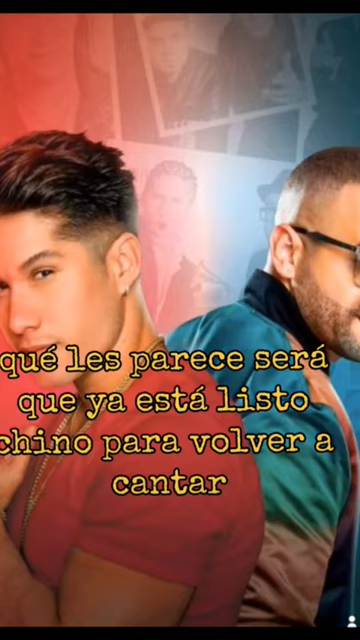 qué les parece será
que ya está listo
chino para volver a
cantar